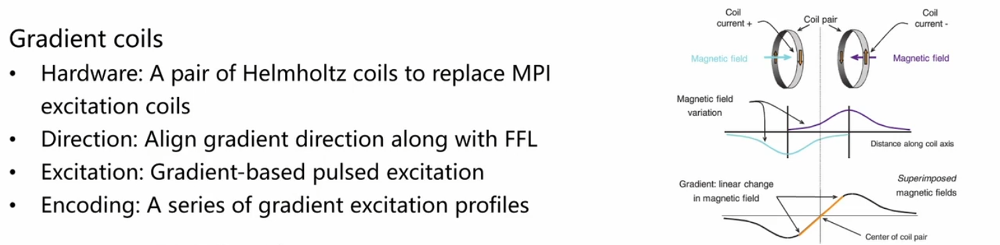 Gradient coils
• Hardware: A pair of Helmholtz coils to replace MPI
excitation coils
• Direction: Align gradient direction along with FFL
• Excitation: Gradient-based pulsed excitation
• Encoding: A series of gradient excitation profiles
Coil
current +
Coil pair
Coil
current -
Magnetic field
Magnetic field
Magnetic field
variation
Distance along coil axis
Gradient: linear change
in magnetic field
Superimposed
magnetic fields
Center of coil pair